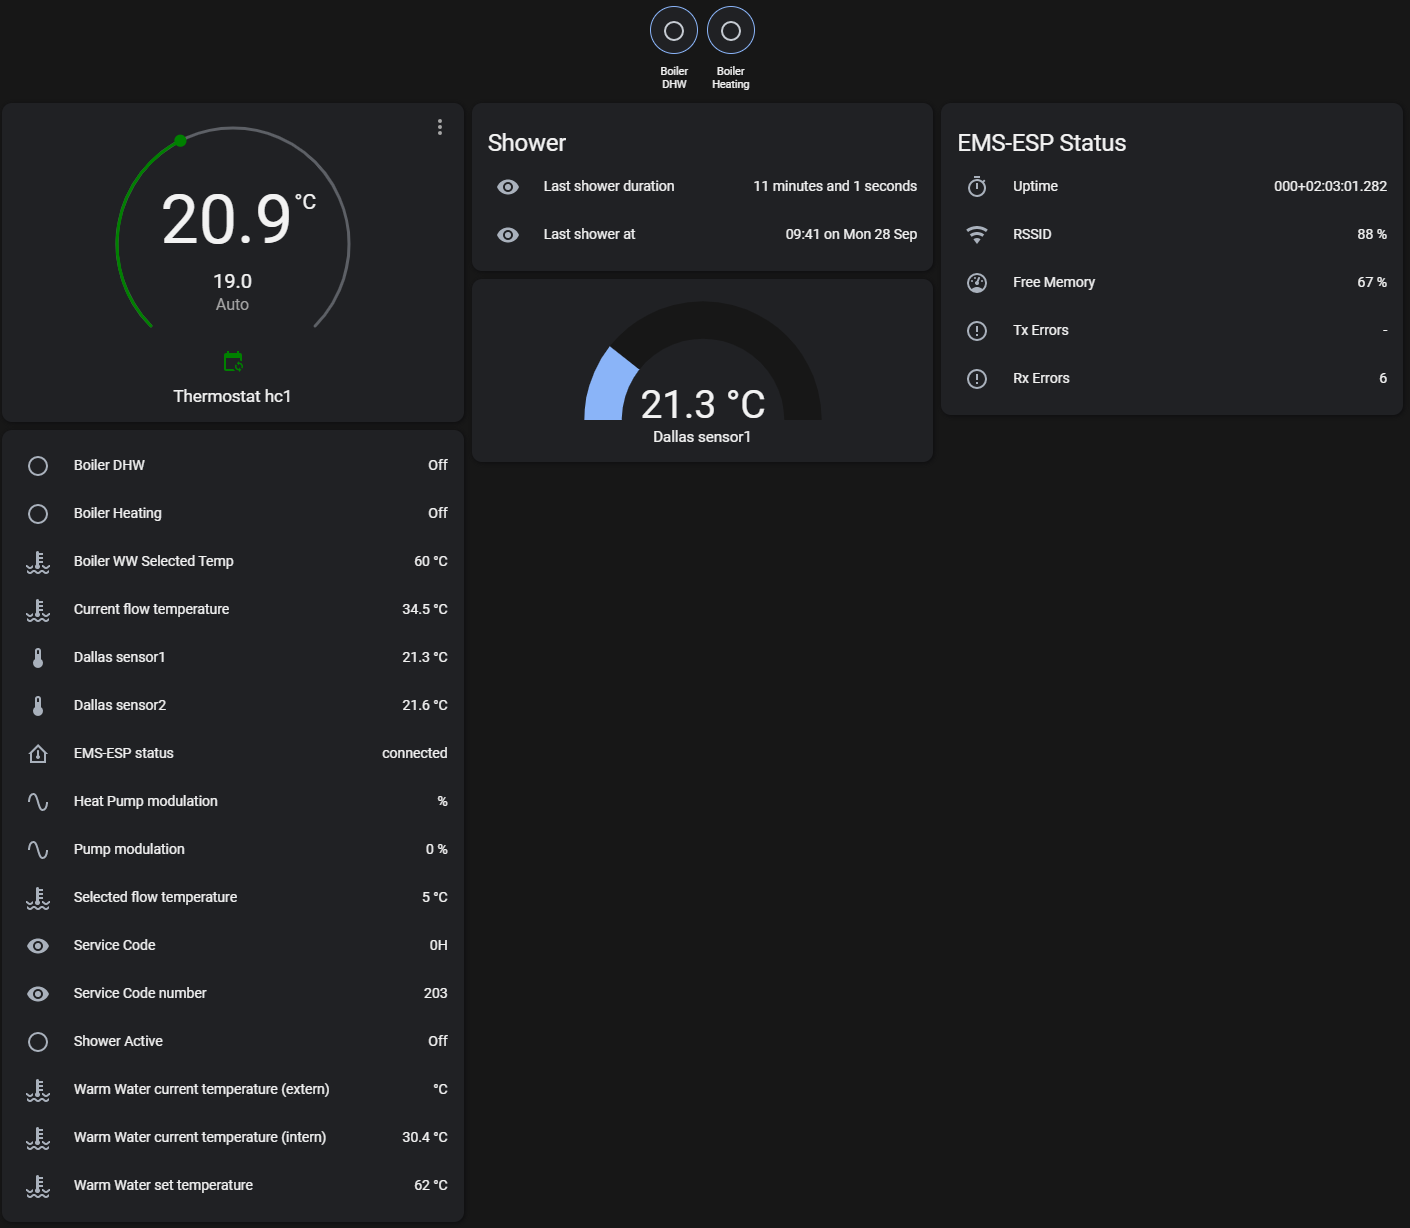 Boiler DHW
Boiler Heating
20.9 °C
19.0
Auto
Thermostat hc1
Boiler DHW Off
Boiler Heating Off
Boiler WW Selected Temp 60 °C
Current flow temperature 34.5 °C
Dallas sensor1 21.3 °C
Dallas sensor2 21.6 °C
EMS-ESP status connected
Heat Pump modulation %
Pump modulation 0 %
Selected flow temperature 5 °C
Service Code 0H
Service Code number 203
Shower Active Off
Warm Water current temperature (extern) °C
Warm Water current temperature (intern) 30.4 °C
Warm Water set temperature 62 °C
Shower
Last shower duration 11 minutes and 1 seconds
Last shower at 09:41 on Mon 28 Sep
21.3 °C
Dallas sensor1
EMS-ESP Status
Uptime 000+02:03:01.282
RSSID 88 %
Free Memory 67 %
Tx Errors -
Rx Errors 6